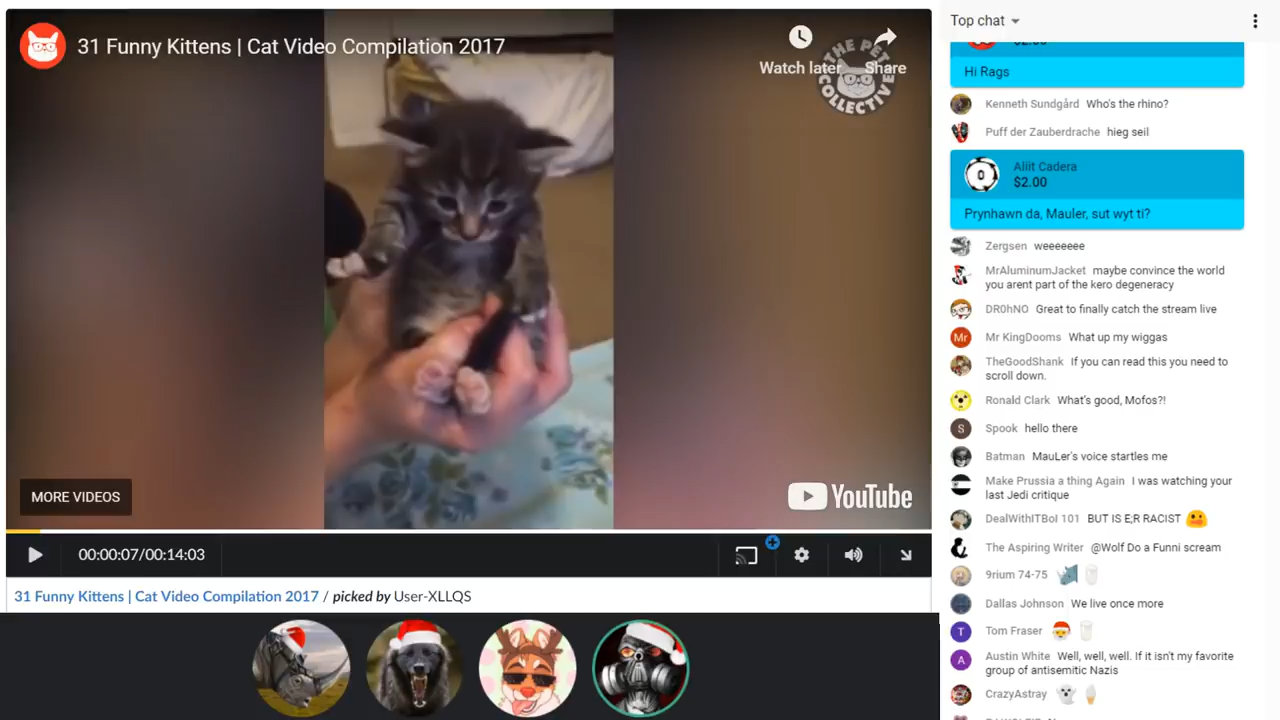 31 Funny Kittens | Cat Video Compilation 2017
Watch later
Share
THE PET
COLLECTIVE
MORE VIDEOS
YouTube
00:00:07/00:14:03
31 Funny Kittens | Cat Video Compilation 2017 / picked by User-XLLQS
Top chat
$2.00
Hi Rags
Kenneth Sundgård Who's the rhino?
Puff der Zauberdrache hieg seil
0
Aliit Cadera
$2.00
Prynhawn da, Mauler, sut wyt ti?
Zergsen weeeeeee
MrAluminumJacket maybe convince the world
you arent part of the kero degeneracy
DR0hNO Great to finally catch the stream live
Mr
Mr KingDooms What up my wiggas
TheGoodShank If you can read this you need to
scroll down.
Ronald Clark What's good, Mofos?!
S
Spook hello there
Batman MauLer's voice startles me
Make Prussia a thing Again I was watching your
last Jedi critique
DealWithITBoI 101 BUT IS E;R RACIST
The Aspiring Writer @Wolf Do a Funni scream
9rium 74-75
Dallas Johnson We live once more
T
Tom Fraser
A
Austin White Well, well, well. If it isn't my favorite
group of antisemitic Nazis
CrazyAstray